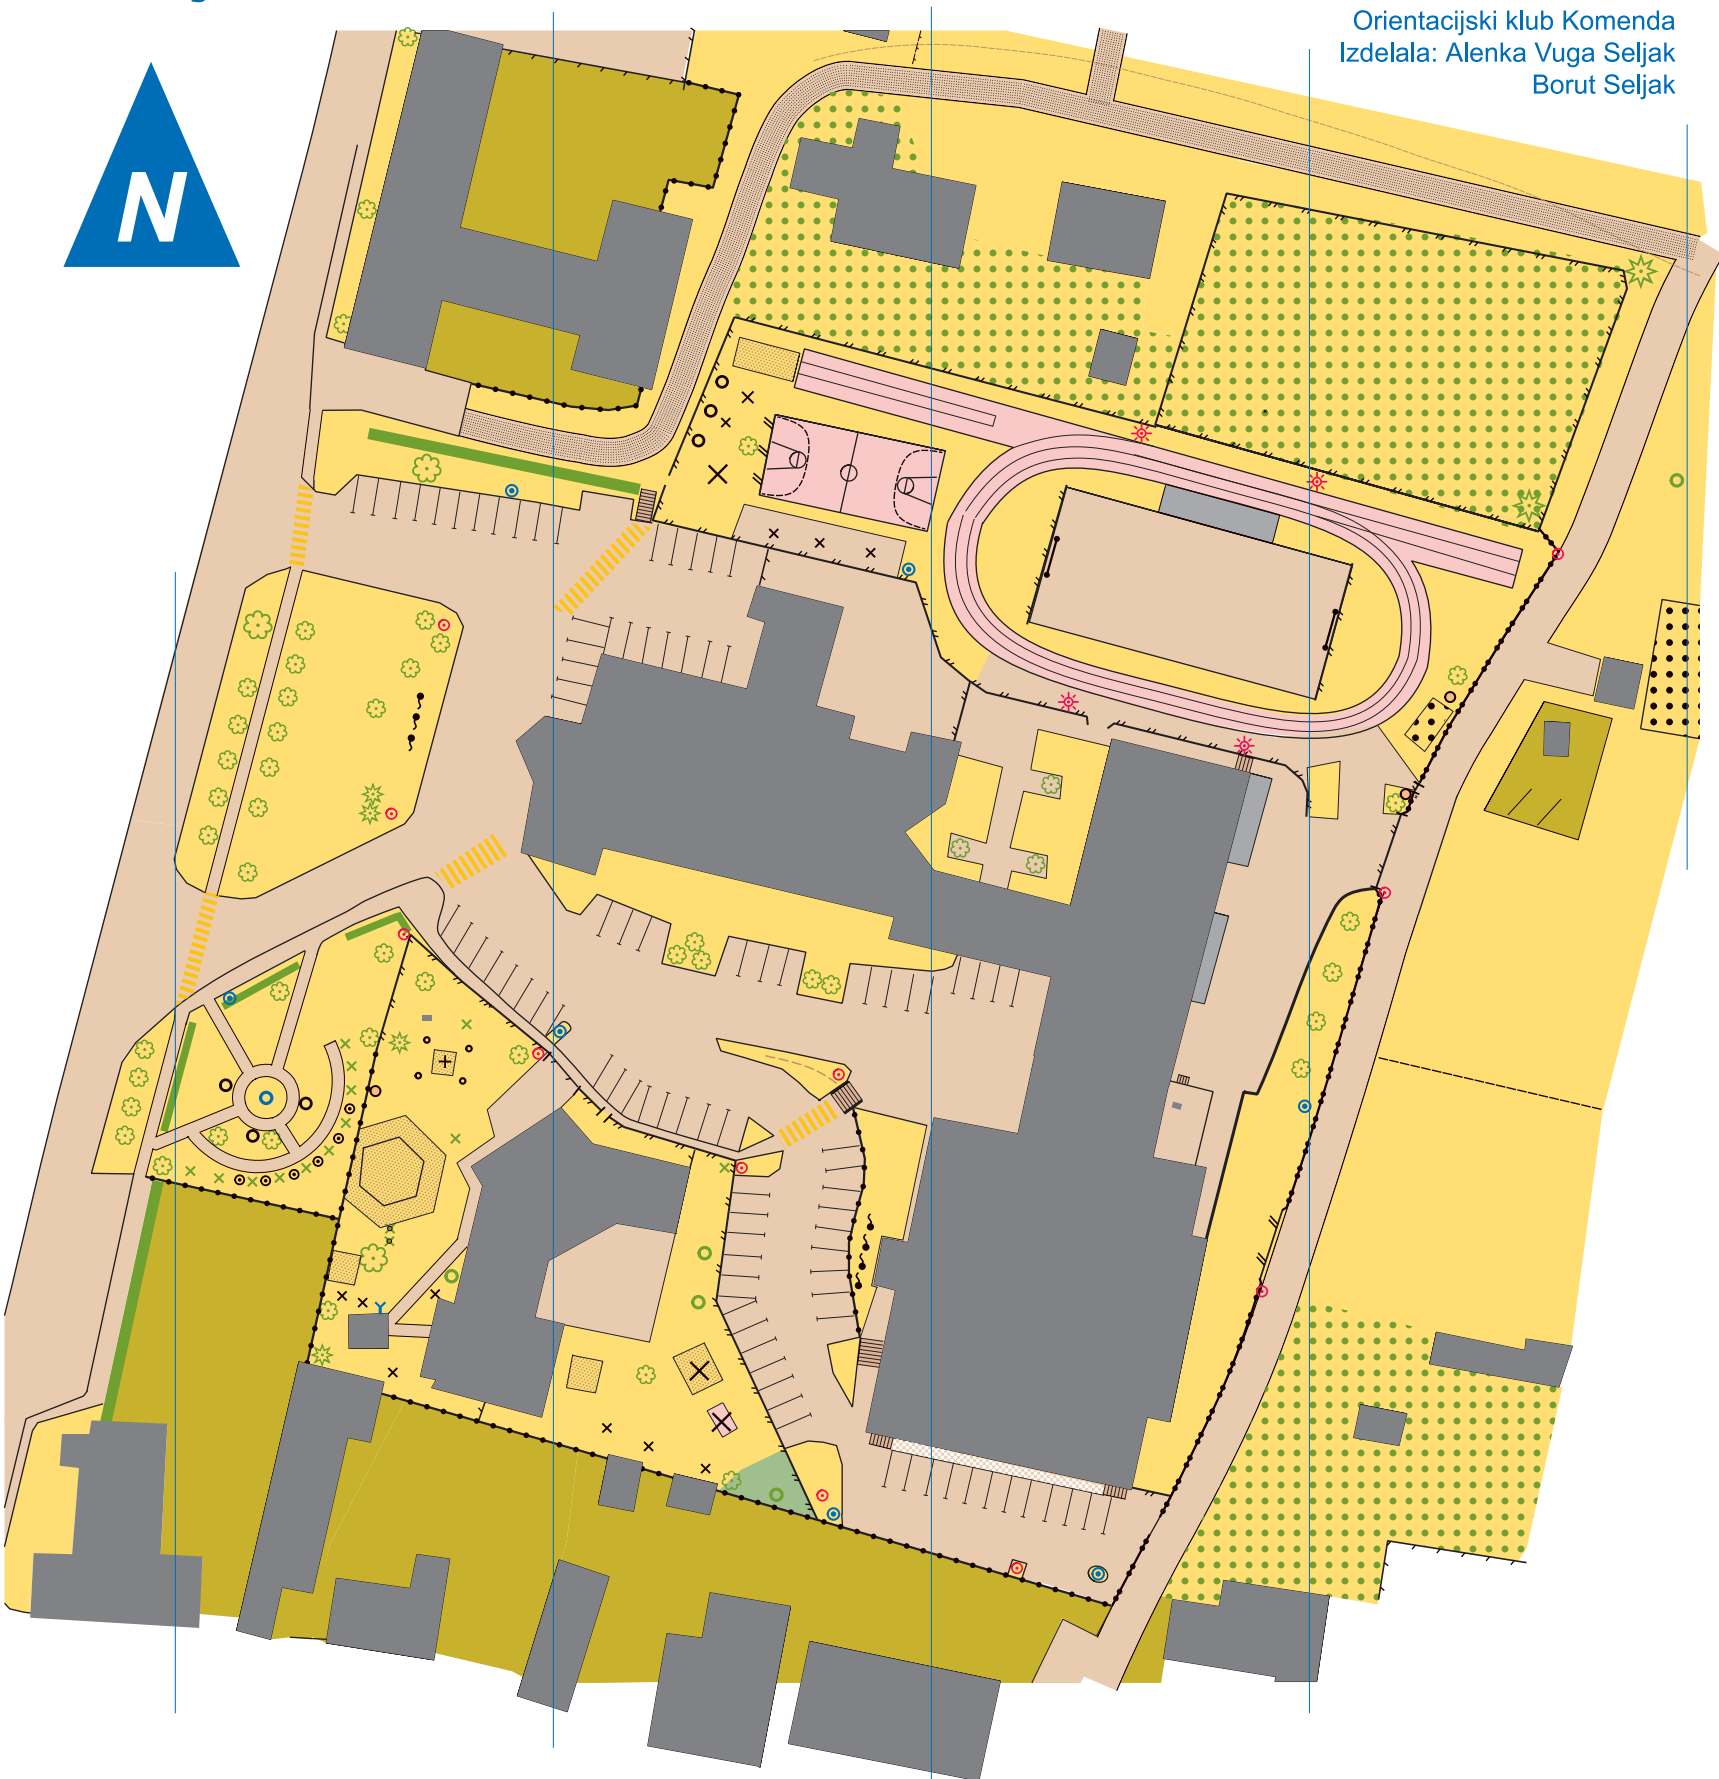 Orientacijski klub Komenda
Izdelala: Alenka Vuga Seljak
Borut Seljak
N